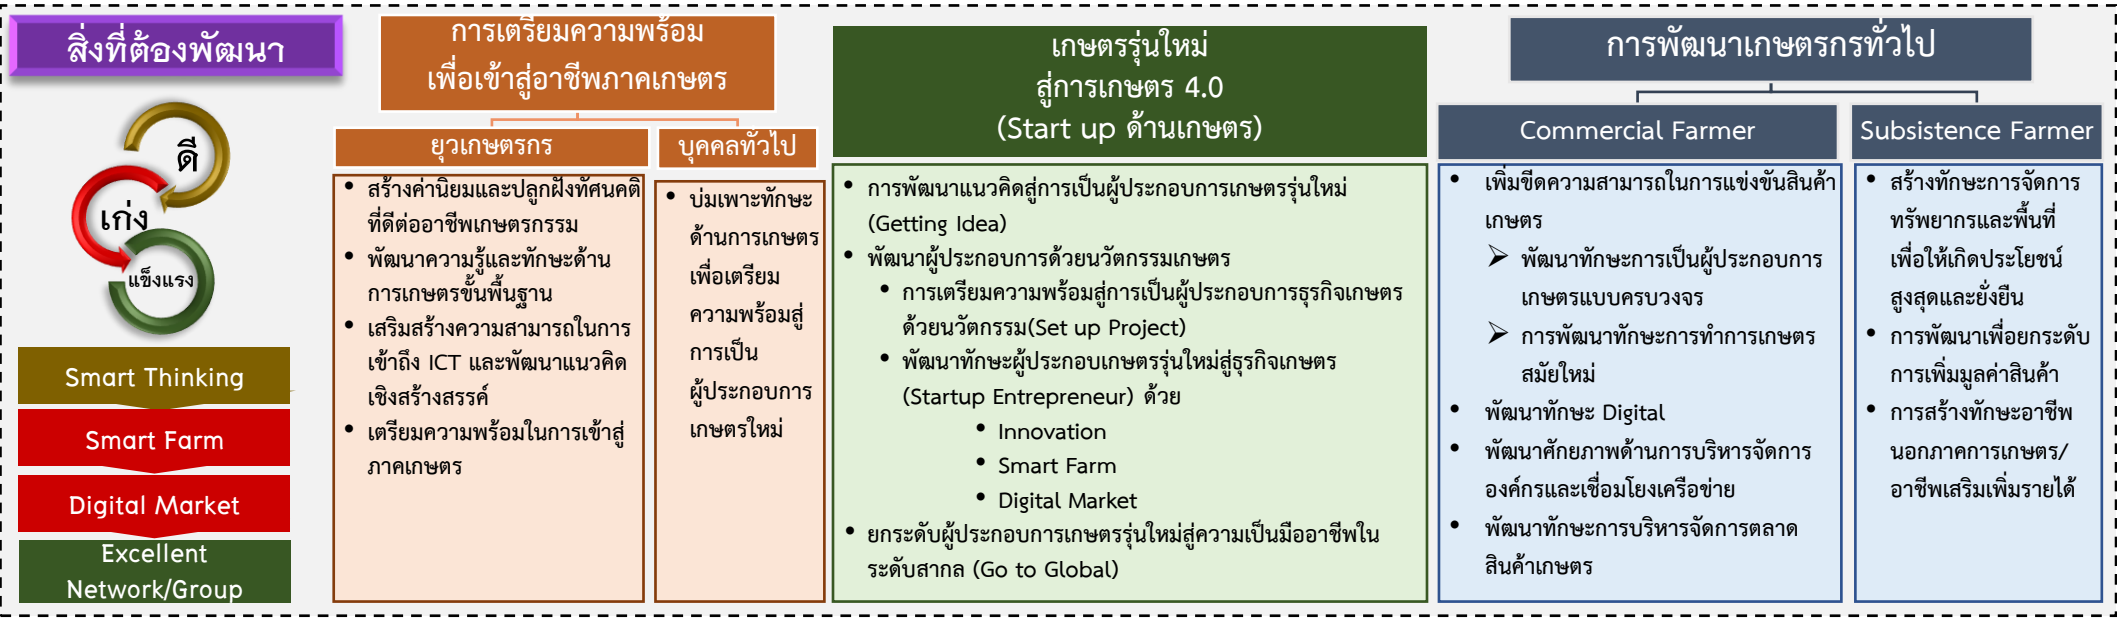 สิ่งที่ต้องพัฒนา
ดี
เก่ง
แข็งแรง
Smart Thinking
Smart Farm
Digital Market
Excellent
Network/Group
การเตรียมความพร้อม
เพื่อเข้าสู่อาชีพภาคเกษตร
ยุวเกษตรกร
• สร้างค่านิยมและปลูกฝังทัศนคติ
ที่ดีต่ออาชีพเกษตรกรรม
• พัฒนาความรู้และทักษะด้าน
การเกษตรขั้นพื้นฐาน
• เสริมสร้างความสามารถในการ
เข้าถึง ICT และพัฒนาแนวคิด
เชิงสร้างสรรค์
• เตรียมความพร้อมในการเข้าสู่
ภาคเกษตร
บุคคลทั่วไป
• บ่มเพาะทักษะ
ด้านการเกษตร
เพื่อเตรียม
ความพร้อมสู่
การเป็น
ผู้ประกอบการ
เกษตรใหม่
เกษตรรุ่นใหม่
สู่การเกษตร 4.0
(Start up ด้านเกษตร)
• การพัฒนาแนวคิดสู่การเป็นผู้ประกอบการเกษตรรุ่นใหม่
(Getting Idea)
• พัฒนาผู้ประกอบการด้วยนวัตกรรมเกษตร
• การเตรียมความพร้อมสู่การเป็นผู้ประกอบการธุรกิจเกษตร
ด้วยนวัตกรรม(Set up Project)
• พัฒนาทักษะผู้ประกอบเกษตรรุ่นใหม่สู่ธุรกิจเกษตร
(Startup Entrepreneur) ด้วย
• Innovation
• Smart Farm
• Digital Market
• ยกระดับผู้ประกอบการเกษตรรุ่นใหม่สู่ความเป็นมืออาชีพใน
ระดับสากล (Go to Global)
การพัฒนาเกษตรกรทั่วไป
Commercial Farmer
• เพิ่มขีดความสามารถในการแข่งขันสินค้า
เกษตร
➢ พัฒนาทักษะการเป็นผู้ประกอบการ
เกษตรแบบครบวงจร
➢ การพัฒนาทักษะการทำการเกษตร
สมัยใหม่
• พัฒนาทักษะ Digital
• พัฒนาศักยภาพด้านการบริหารจัดการ
องค์กรและเชื่อมโยงเครือข่าย
• พัฒนาทักษะการบริหารจัดการตลาด
สินค้าเกษตร
Subsistence Farmer
• สร้างทักษะการจัดการ
ทรัพยากรและพื้นที่
เพื่อให้เกิดประโยชน์
สูงสุดและยั่งยืน
• การพัฒนาเพื่อยกระดับ
การเพิ่มมูลค่าสินค้า
• การสร้างทักษะอาชีพ
นอกภาคการเกษตร/
อาชีพเสริมเพิ่มรายได้